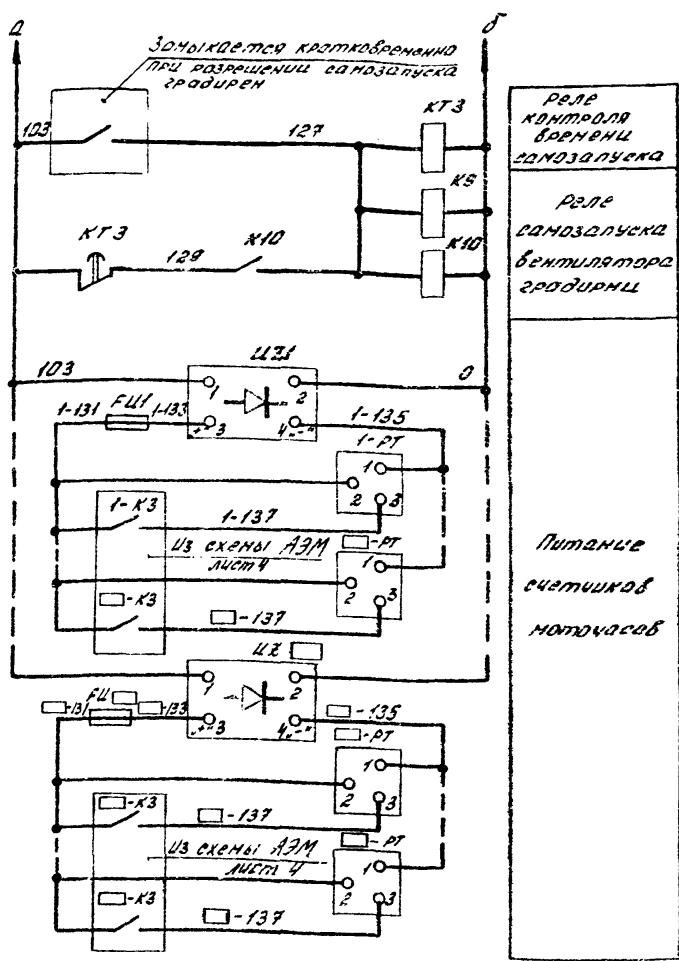 а
б
Замыкается кратковременно
при разрешении самозапуска
градирен
103
127
КТ3
К9
К10
КТ3
129
К10
Реле
контроля
времени
самозапуска
Реле
самозапуска
вентилятора
градирни
UZ1
103
1
2
0
1-131
FU1
1-133
„+“ 3
4 „-“
1-135
1-РТ
1
2
3
1-К3
1-137
Из схемы АЭМ
лист 4
-РТ
1
2
3
-К3
-137
Питание
счетчиков
моточасов
UZ
1
2
-131
FU
-133
„+“ 3
4 „-“
-135
-РТ
1
2
3
-К3
-137
Из схемы АЭМ
лист 4
-РТ
1
2
3
-К3
-137